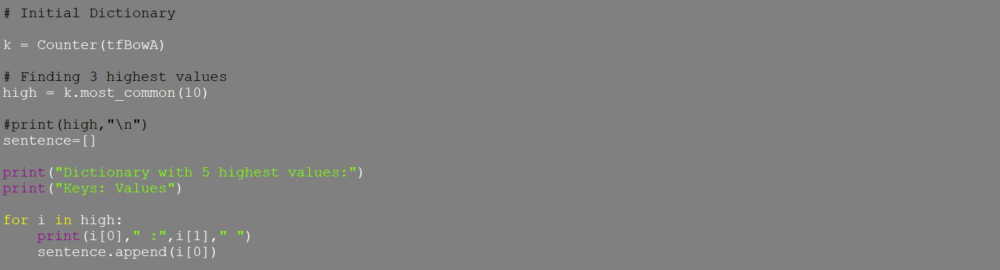 # Initial Dictionary
k = Counter(tfBowA)
# Finding 3 highest values
high = k.most_common(10)
#print(high,"\n")
sentence=[]
print("Dictionary with 5 highest values:")
print("Keys: Values")
for i in high:
    print(i[0]," :",i[1]," ")
    sentence.append(i[0])